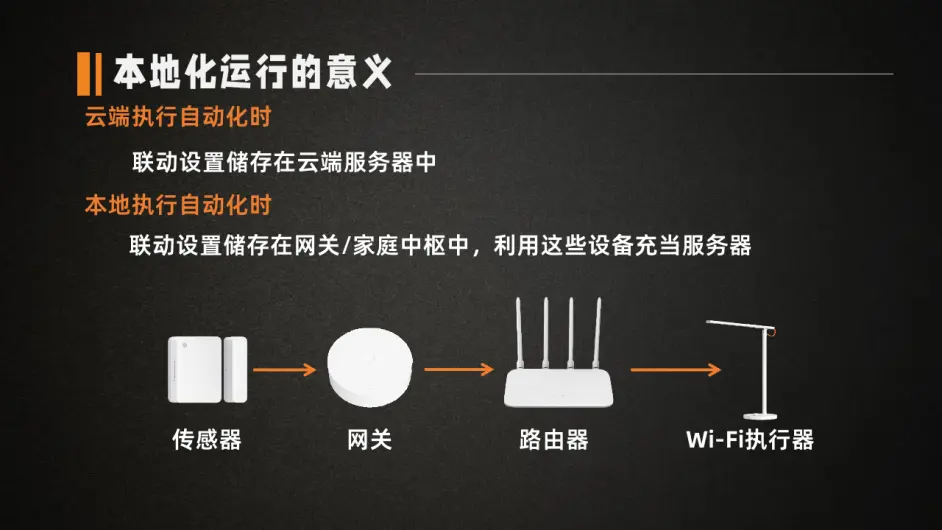 本地化运行的意义
云端执行自动化时
联动设置储存在云端服务器中
本地执行自动化时
联动设置储存在网关/家庭中枢中，利用这些设备充当服务器
传感器
网关
路由器
Wi-Fi执行器